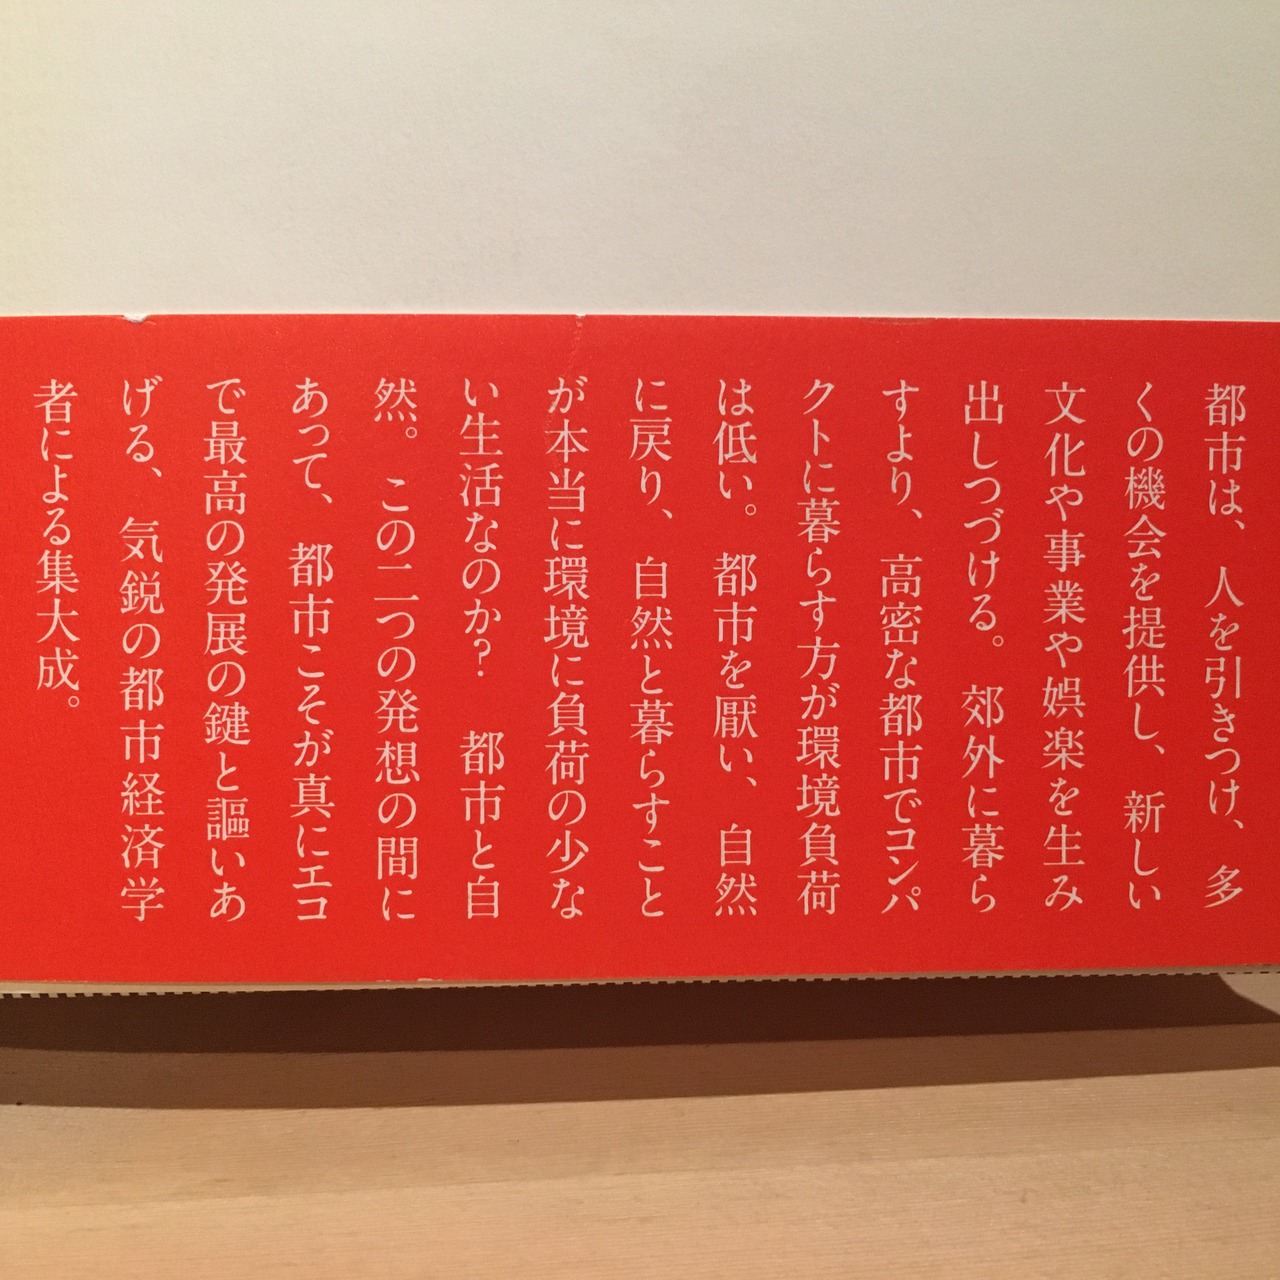 都市は、人を引きつけ、多
くの機会を提供し、新しい
文化や事業や娯楽を生み
出しつづける。郊外に暮ら
すより、高密な都市でコンパ
クトに暮らす方が環境負荷
は低い。都市を厭い、自然
に戻り、自然と暮らすこと
が本当に環境に負荷の少な
い生活なのか？都市と自
然。この二つの発想の間に
あって、都市こそが真にエコ
で最高の発展の鍵と謳いあ
げる、気鋭の都市経済学
者による集大成。